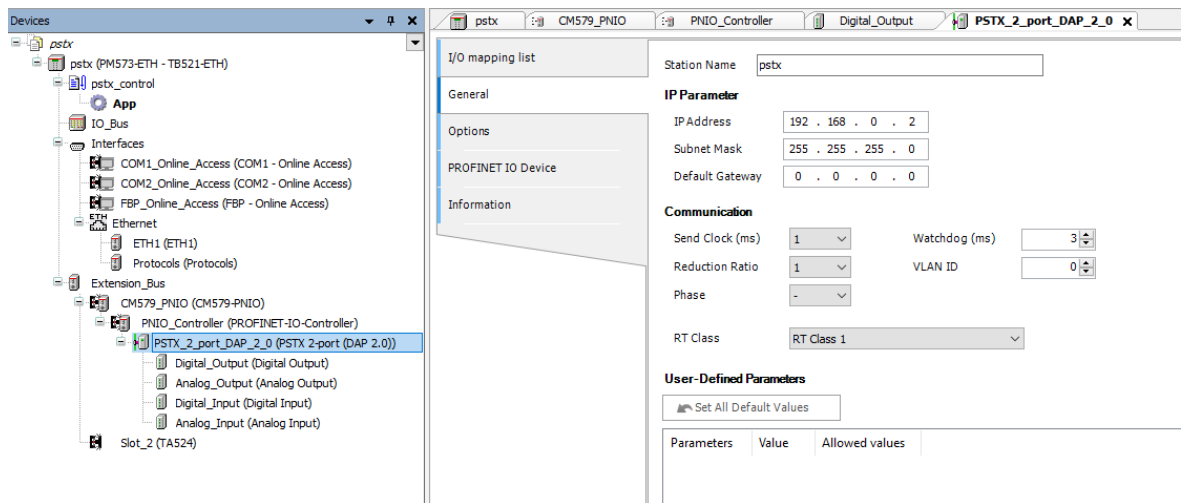 Devices
pstx
pstx (PM573-ETH - TB521-ETH)
pstx_control
App
IO_Bus
Interfaces
COM1_Online_Access (COM1 - Online Access)
COM2_Online_Access (COM2 - Online Access)
FBP_Online_Access (FBP - Online Access)
ETH Ethernet
ETH1 (ETH1)
Protocols (Protocols)
Extension_Bus
CM579_PNIO (CM579-PNIO)
PNIO_Controller (PROFINET-IO-Controller)
PSTX_2_port_DAP_2_0 (PSTX 2-port (DAP 2.0))
Digital_Output (Digital Output)
Analog_Output (Analog Output)
Digital_Input (Digital Input)
Analog_Input (Analog Input)
Slot_2 (TA524)
pstx CM579_PNIO PNIO_Controller Digital_Output PSTX_2_port_DAP_2_0 X
I/O mapping list
General
Options
PROFINET IO Device
Information
Station Name pstx
IP Parameter
IPAddress 192 . 168 . 0 . 2
Subnet Mask 255 . 255 . 255 . 0
Default Gateway 0 . 0 . 0 . 0
Communication
Send Clock (ms) 1 Watchdog (ms) 3
Reduction Ratio 1 VLAN ID 0
Phase -
RT Class RT Class 1
User-Defined Parameters
Set All Default Values
Parameters Value Allowed values